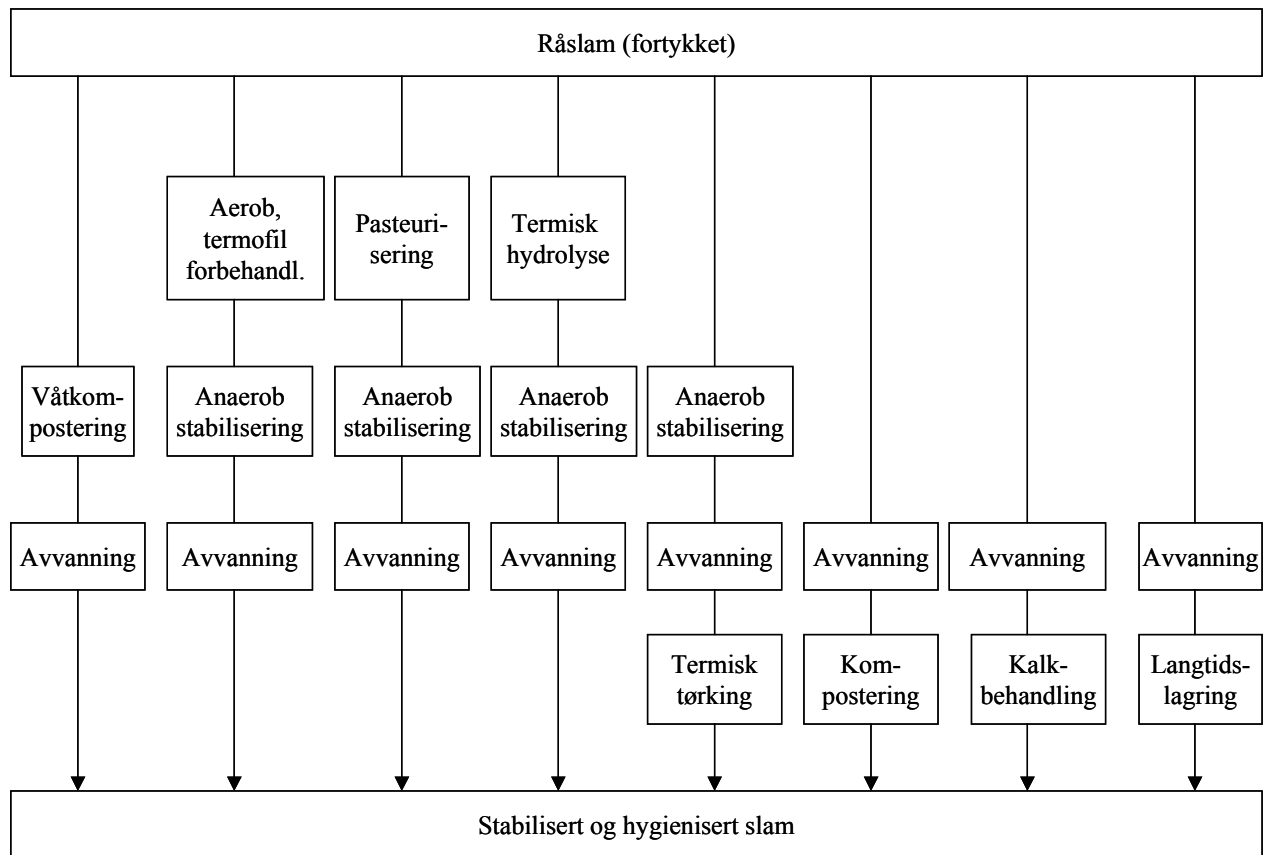 Råslam (fortykket)
Aerob,
termofil
forbehandl.
Pasteuri-
sering
Termisk
hydrolyse
Våtkom-
postering
Anaerob
stabilisering
Anaerob
stabilisering
Anaerob
stabilisering
Anaerob
stabilisering
Avvanning
Avvanning
Avvanning
Avvanning
Avvanning
Avvanning
Avvanning
Avvanning
Termisk
tørking
Kom-
postering
Kalk-
behandling
Langtids-
lagring
Stabilisert og hygienisert slam